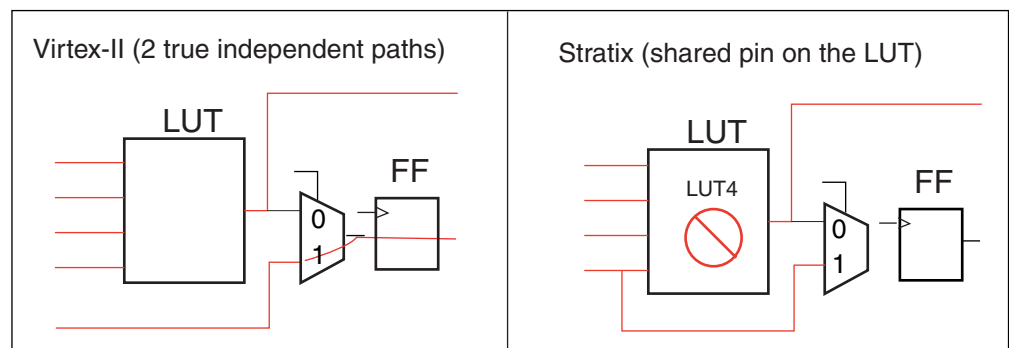 Virtex-II (2 true independent paths)
LUT
FF
0
1
Stratix (shared pin on the LUT)
LUT
LUT4
FF
0
1